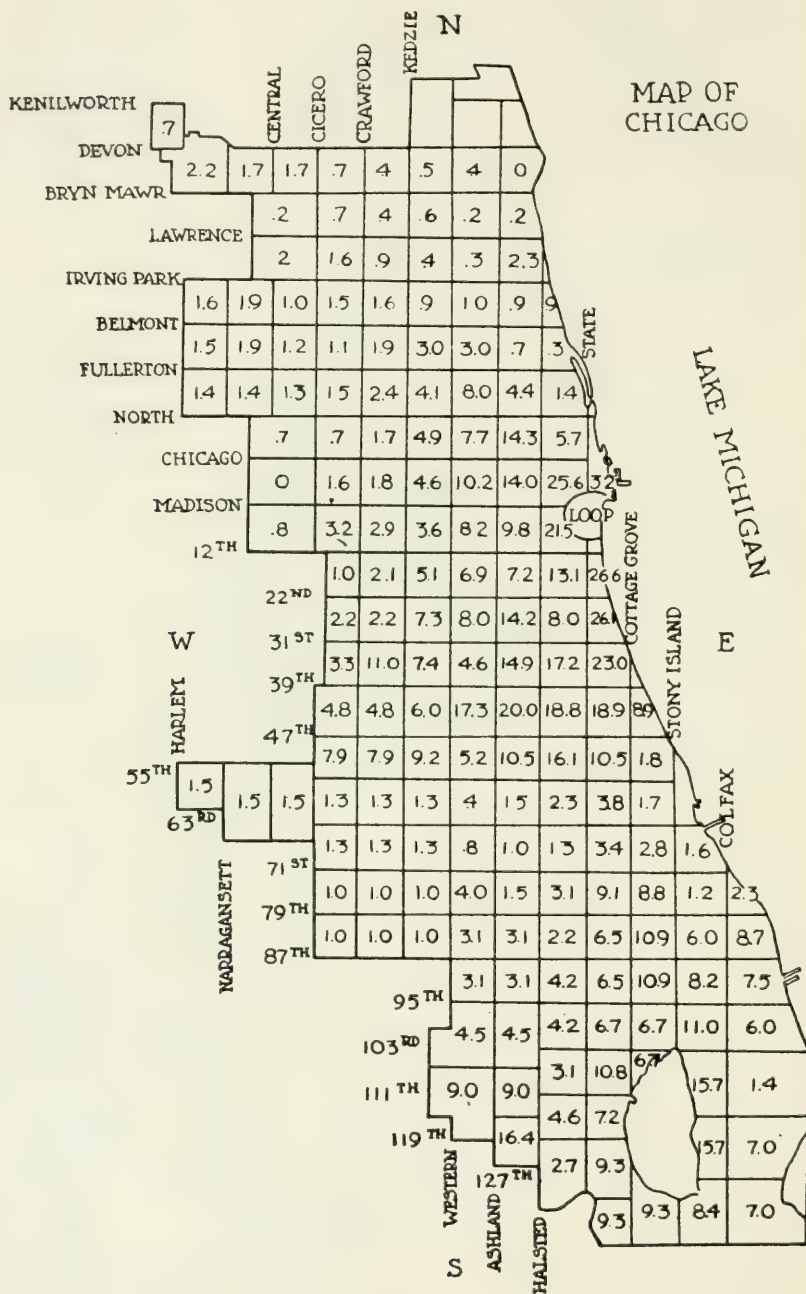 N
KEDZIE
CRAWFORD
CICERO
CENTRAL
MAP OF
CHICAGO
KENILWORTH
.7
DEVON
2.2 1.7 1.7 .7 .4 .5 .4 0
BRYN MAWR
.2 .7 .4 .6 .2 .2
LAWRENCE
2 1.6 .9 .4 .3 2.3
IRVING PARK
1.6 1.9 1.0 1.5 1.6 .9 1.0 .9 .9
BELMONT
1.5 1.9 1.2 1.1 1.9 3.0 3.0 .7 .3
STATE
FULLERTON
1.4 1.4 1.3 1.5 2.4 4.1 8.0 4.4 1.4
NORTH
.7 .7 1.7 4.9 7.7 14.3 5.7
LAKE MICHIGAN
CHICAGO
0 1.6 1.8 4.6 10.2 14.0 25.6 32
MADISON
LOOP
.8 3.2 2.9 3.6 8.2 9.8 21.5
12TH
1.0 2.1 5.1 6.9 7.2 13.1 26.6
COTTAGE GROVE
22ND
2.2 2.2 7.3 8.0 14.2 8.0 26.1
31ST
W
E
3.3 11.0 7.4 4.6 14.9 17.2 23.0
39TH
STONY ISLAND
HARLEM
4.8 4.8 6.0 17.3 20.0 18.8 18.9 8.9
47TH
7.9 7.9 9.2 5.2 10.5 16.1 10.5 1.8
55TH
1.5 1.5 1.5 1.3 1.3 1.3 .4 1.5 2.3 3.8 1.7
COLFAX
63RD
1.3 1.3 1.3 .8 1.0 1.3 3.4 2.8 1.6
71ST
NARRAGANSETT
1.0 1.0 1.0 4.0 1.5 3.1 9.1 8.8 1.2 2.3
79TH
1.0 1.0 1.0 3.1 3.1 2.2 6.5 10.9 6.0 8.7
87TH
3.1 3.1 4.2 6.5 10.9 8.2 7.5
95TH
4.5 4.5 4.2 6.7 6.7 11.0 6.0
103RD
3.1 10.8 6.7 15.7 1.4
111TH
9.0 9.0
4.6 7.2
119TH
16.4
15.7 7.0
2.7 9.3
127TH
9.3 9.3 8.4 7.0
WESTERN
ASHLAND
HALSTED
S